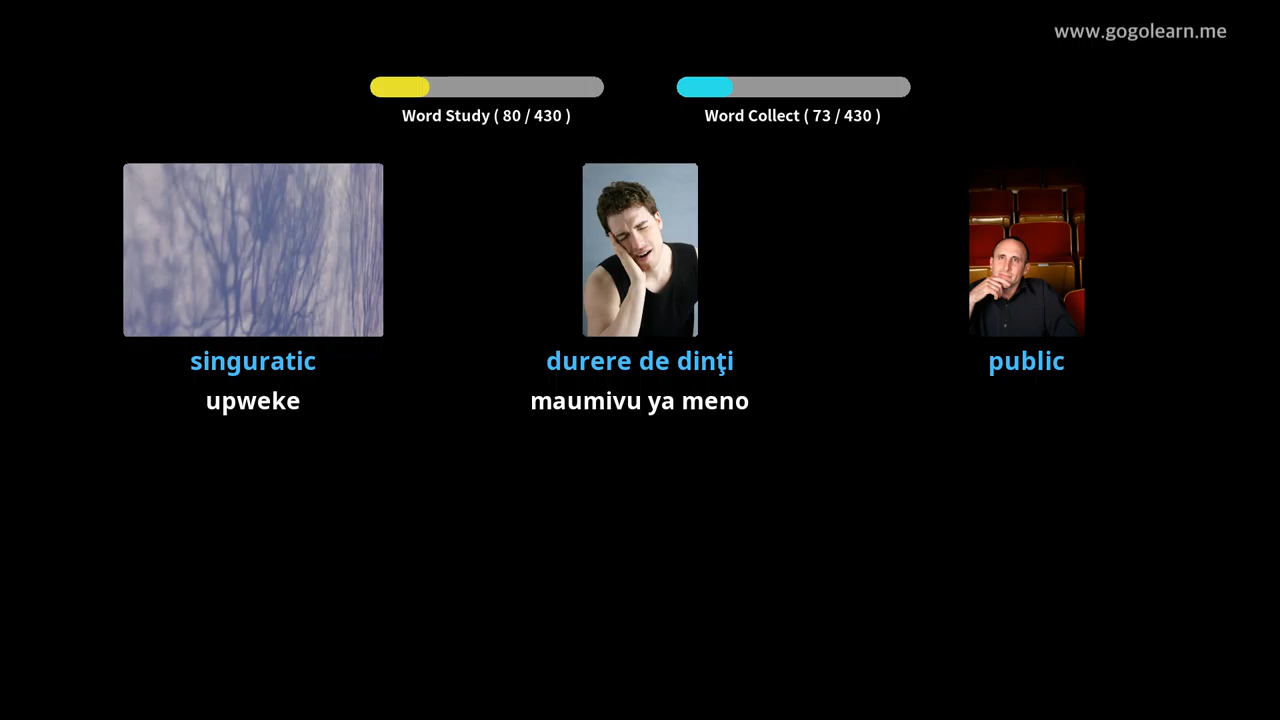 www.gogolearn.me
Word Study ( 80 / 430 )
Word Collect ( 73 / 430 )
singuratic
durere de dinţi
public
upweke
maumivu ya meno